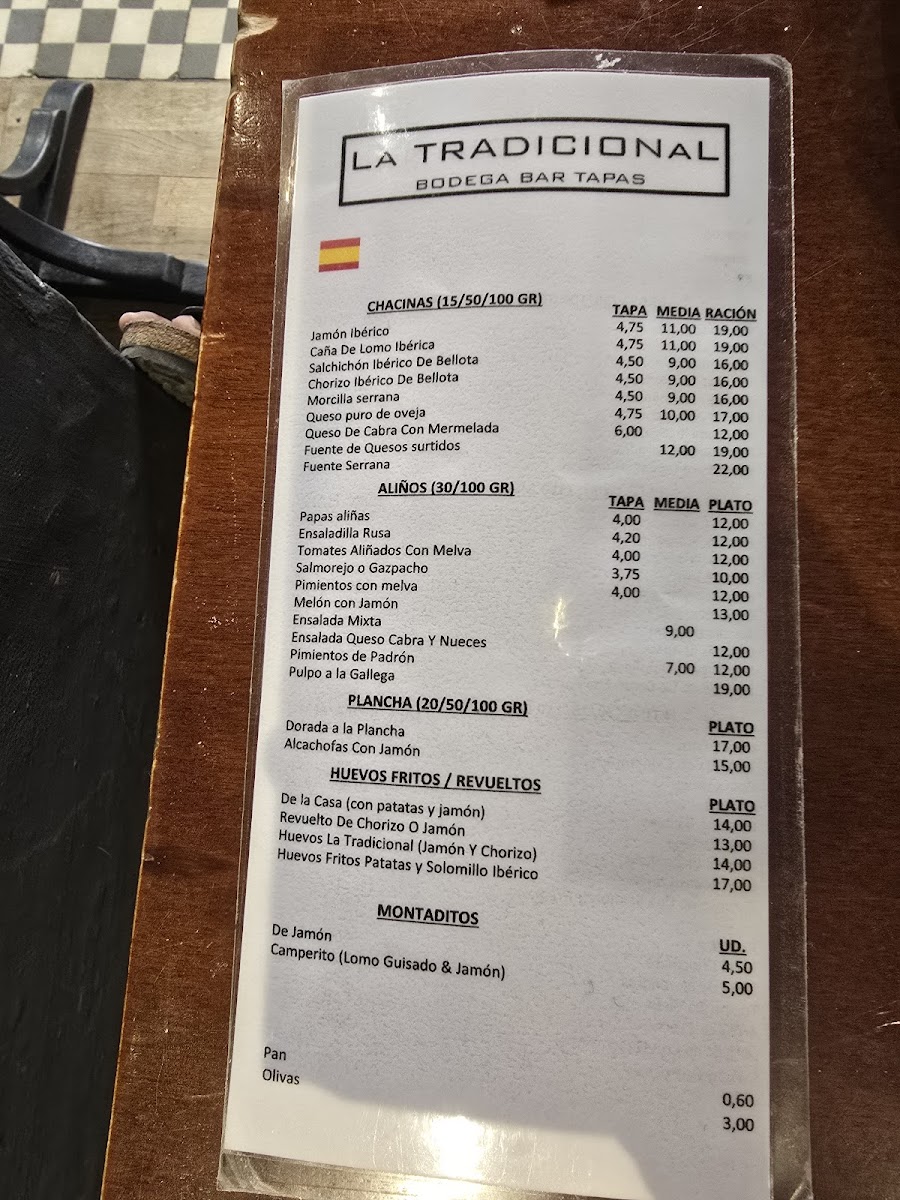 LA TRADICIONAL
BODEGA BAR TAPAS
CHACINAS (15/50/100 GR) TAPA MEDIA RACIÓN
Jamón Ibérico 4,75 11,00 19,00
Caña De Lomo Ibérica 4,75 11,00 19,00
Salchichón Ibérico De Bellota 4,50 9,00 16,00
Chorizo Ibérico De Bellota 4,50 9,00 16,00
Morcilla serrana 4,50 9,00 16,00
Queso puro de oveja 4,75 10,00 17,00
Queso De Cabra Con Mermelada 6,00 12,00
Fuente de Quesos surtidos 12,00 19,00
Fuente Serrana 22,00
ALIÑOS (30/100 GR) TAPA MEDIA PLATO
Papas aliñas 4,00 12,00
Ensaladilla Rusa 4,20 12,00
Tomates Aliñados Con Melva 4,00 12,00
Salmorejo o Gazpacho 3,75 10,00
Pimientos con melva 4,00 12,00
Melón con Jamón 13,00
Ensalada Mixta 9,00
Ensalada Queso Cabra Y Nueces 12,00
Pimientos de Padrón 7,00 12,00
Pulpo a la Gallega 19,00
PLANCHA (20/50/100 GR) PLATO
Dorada a la Plancha 17,00
Alcachofas Con Jamón 15,00
HUEVOS FRITOS / REVUELTOS PLATO
De la Casa (con patatas y jamón) 14,00
Revuelto De Chorizo O Jamón 13,00
Huevos La Tradicional (Jamón Y Chorizo) 14,00
Huevos Fritos Patatas y Solomillo Ibérico 17,00
MONTADITOS UD.
De Jamón 4,50
Camperito (Lomo Guisado & Jamón) 5,00
Pan 0,60
Olivas 3,00